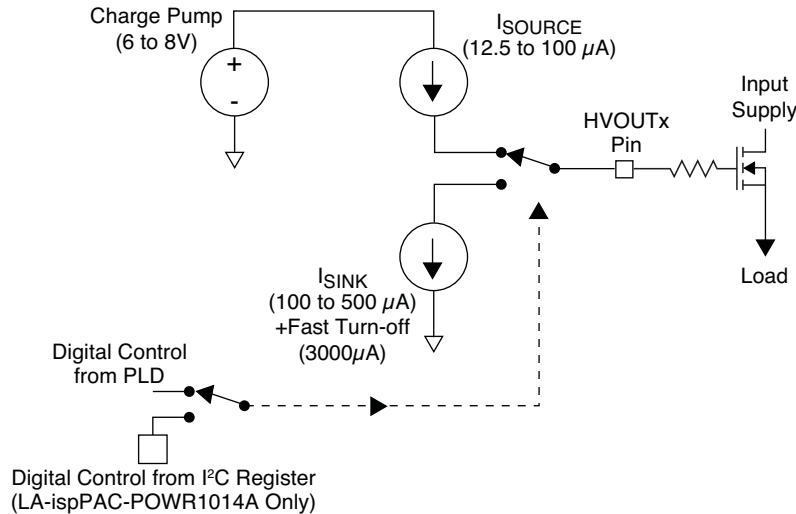 Charge Pump
(6 to 8V)
+
-
ISOURCE
(12.5 to 100 µA)
Input
Supply
HVOUTx
Pin
Load
ISINK
(100 to 500 µA)
+Fast Turn-off
(3000µA)
Digital Control
from PLD
Digital Control from I²C Register
(LA-ispPAC-POWR1014A Only)